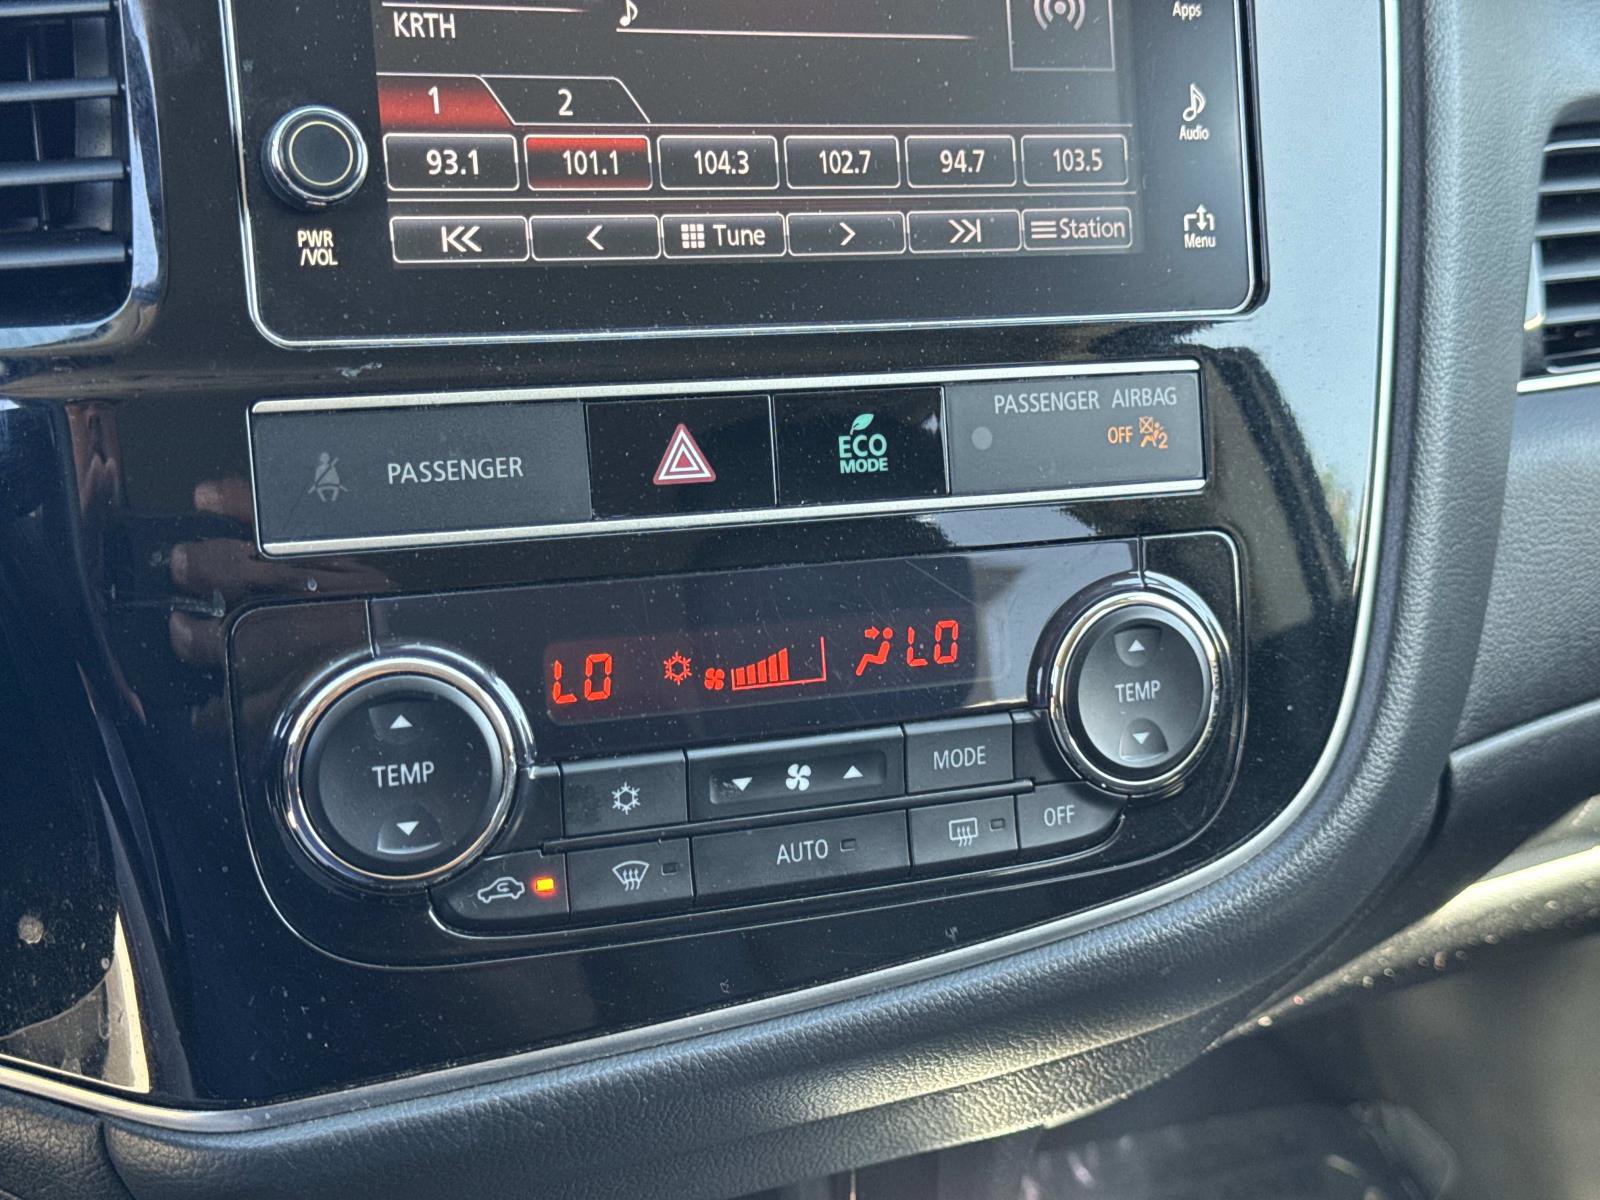 Apps
KRTH
1 2
Audio
93.1 101.1 104.3 102.7 94.7 103.5
Tune Station
Menu
PWR
/VOL
PASSENGER AIRBAG
OFF 2
ECO
MODE
PASSENGER
LO LO
TEMP
TEMP
MODE
OFF
AUTO